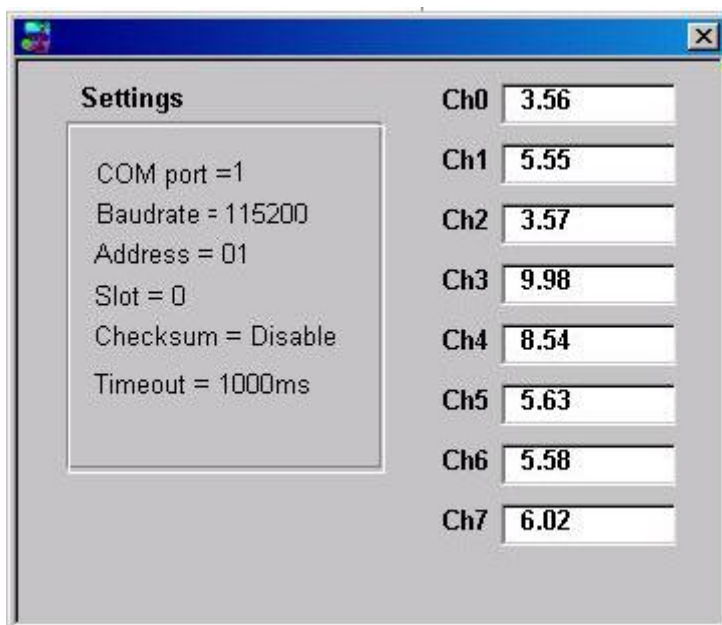 Settings
COM port =1
Baudrate = 115200
Address = 01
Slot = 0
Checksum = Disable
Timeout = 1000ms
Ch0 3.56
Ch1 5.55
Ch2 3.57
Ch3 9.98
Ch4 8.54
Ch5 5.63
Ch6 5.58
Ch7 6.02